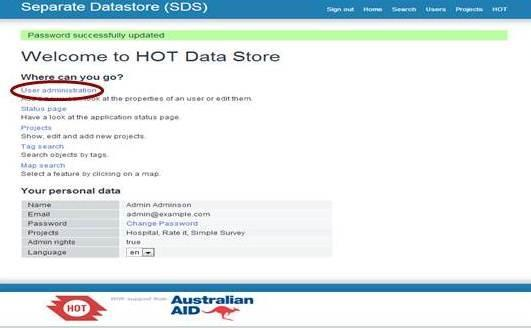 Separate Datastore (SDS)
Sign out Home Search Users Projects HOT
Password successfully updated
Welcome to HOT Data Store
Where can you go?
User administration
at the properties of an user or edit them.
Status page
Have a look at the application status page.
Projects
Show, edit and add new projects.
Tag search
Search objects by tags.
Map search
Select a feature by clicking on a map.
Your personal data
Name Admin Adminson
Email admin@example.com
Password Change Password
Projects Hospital, Rate it, Simple Survey
Admin rights true
Language en
HOT
With support from
Australian
AID